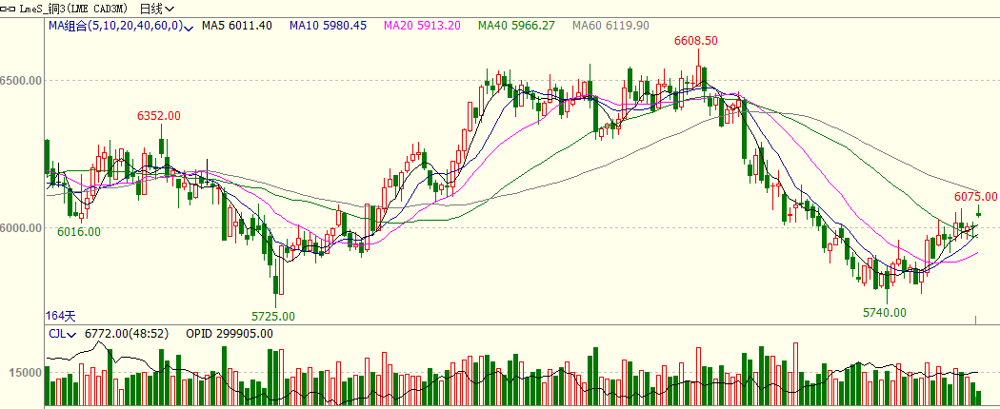 LmeS_铜3(LME CAD3M) 日线
MA组合(5,10,20,40,60,0) MA5 6011.40 MA10 5980.45 MA20 5913.20 MA40 5966.27 MA60 6119.90
6608.50
6500.00
6352.00
6075.00
6000.00
6016.00
5725.00
5740.00
164天
CJL 6772.00(48:52) OPID 299905.00
15000